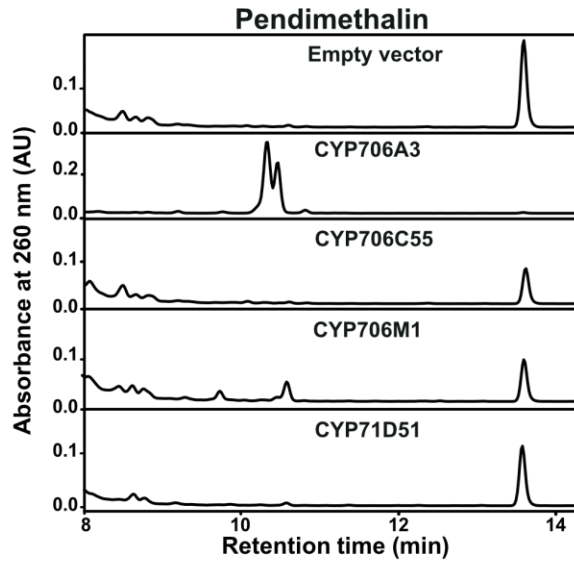 Pendimethalin
Empty vector
0.1
0.0
CYP706A3
0.2
0.0
CYP706C55
0.1
0.0
CYP706M1
0.1
0.0
CYP71D51
0.1
0.0
Absorbance at 260 nm (AU)
8 10 12 14
Retention time (min)